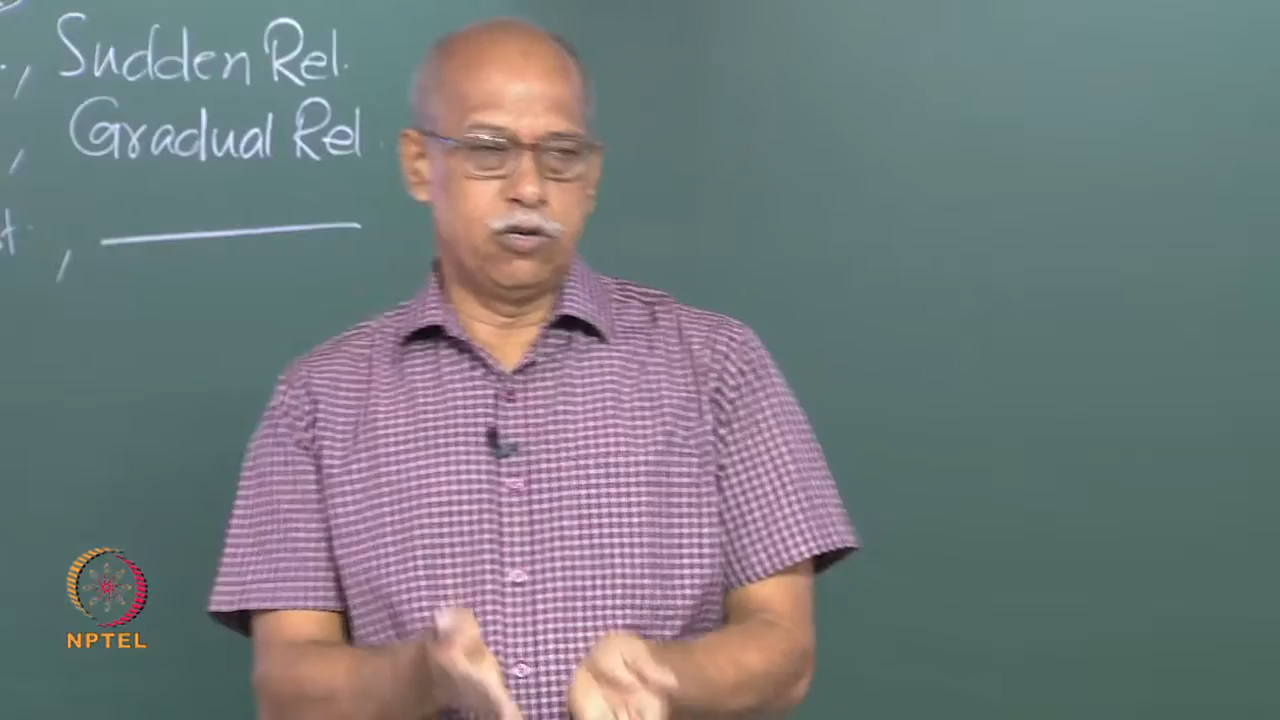 , Sudden Rel.
, Gradual Rel.
,
NPTEL